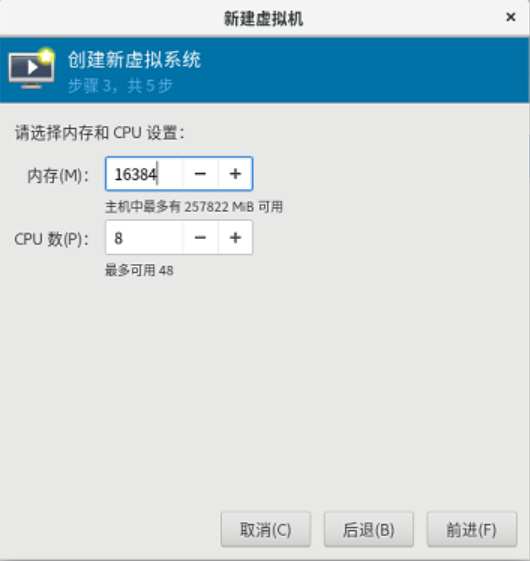 新建虚拟机
×
创建新虚拟系统
步骤 3，共 5 步
请选择内存和 CPU 设置：
内存(M)： 16384 − +
主机中最多有 257822 MiB 可用
CPU 数(P)： 8 − +
最多可用 48
取消(C) 后退(B) 前进(F)